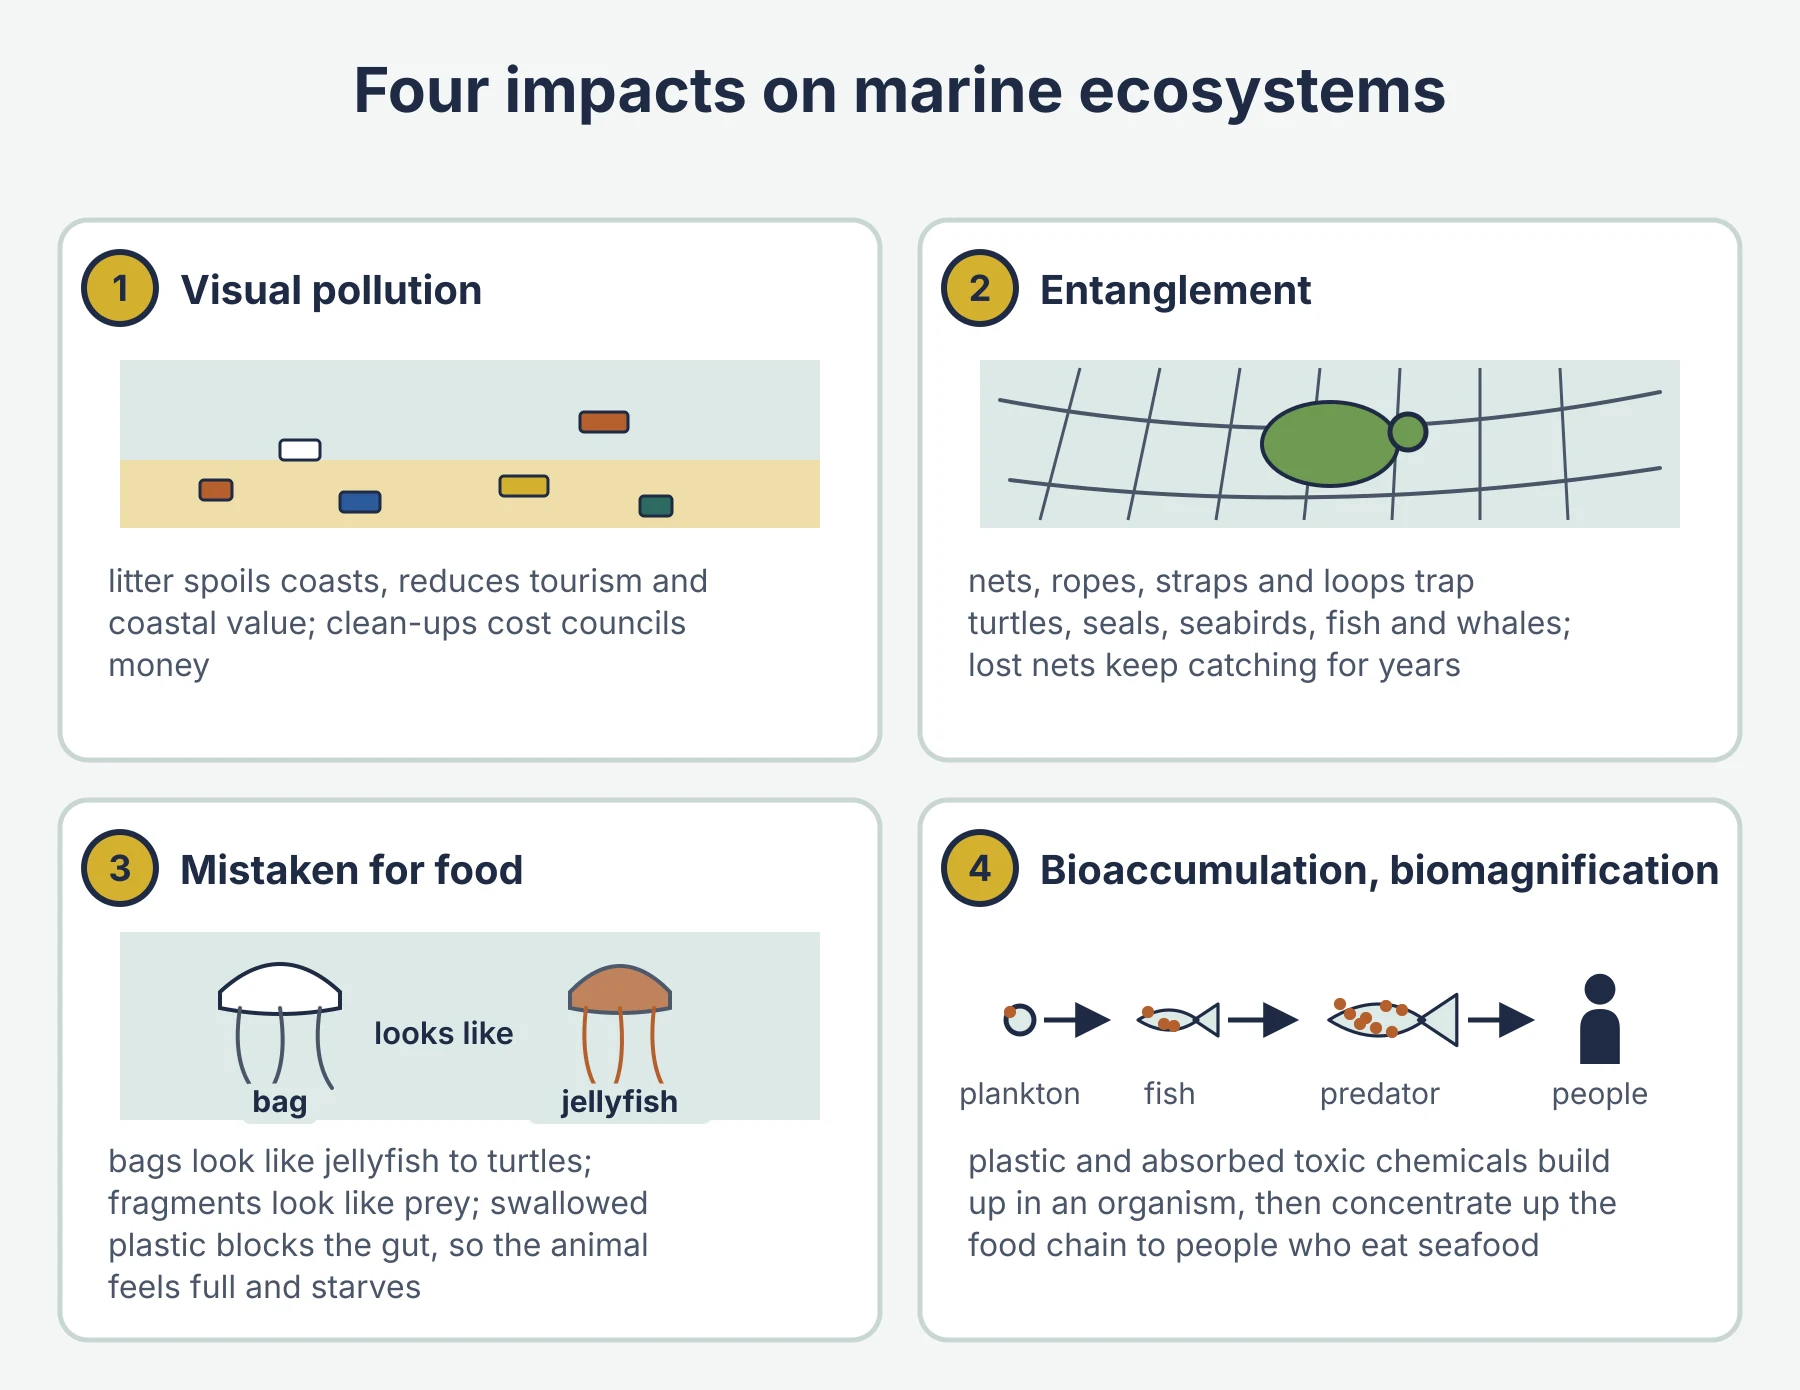 Four impacts on marine ecosystems
1
Visual pollution
litter spoils coasts, reduces tourism and
coastal value; clean-ups cost councils
money
2
Entanglement
nets, ropes, straps and loops trap
turtles, seals, seabirds, fish and whales;
lost nets keep catching for years
3
Mistaken for food
looks like
bag
jellyfish
bags look like jellyfish to turtles;
fragments look like prey; swallowed
plastic blocks the gut, so the animal
feels full and starves
4
Bioaccumulation, biomagnification
plankton
fish
predator
people
plastic and absorbed toxic chemicals build
up in an organism, then concentrate up the
food chain to people who eat seafood